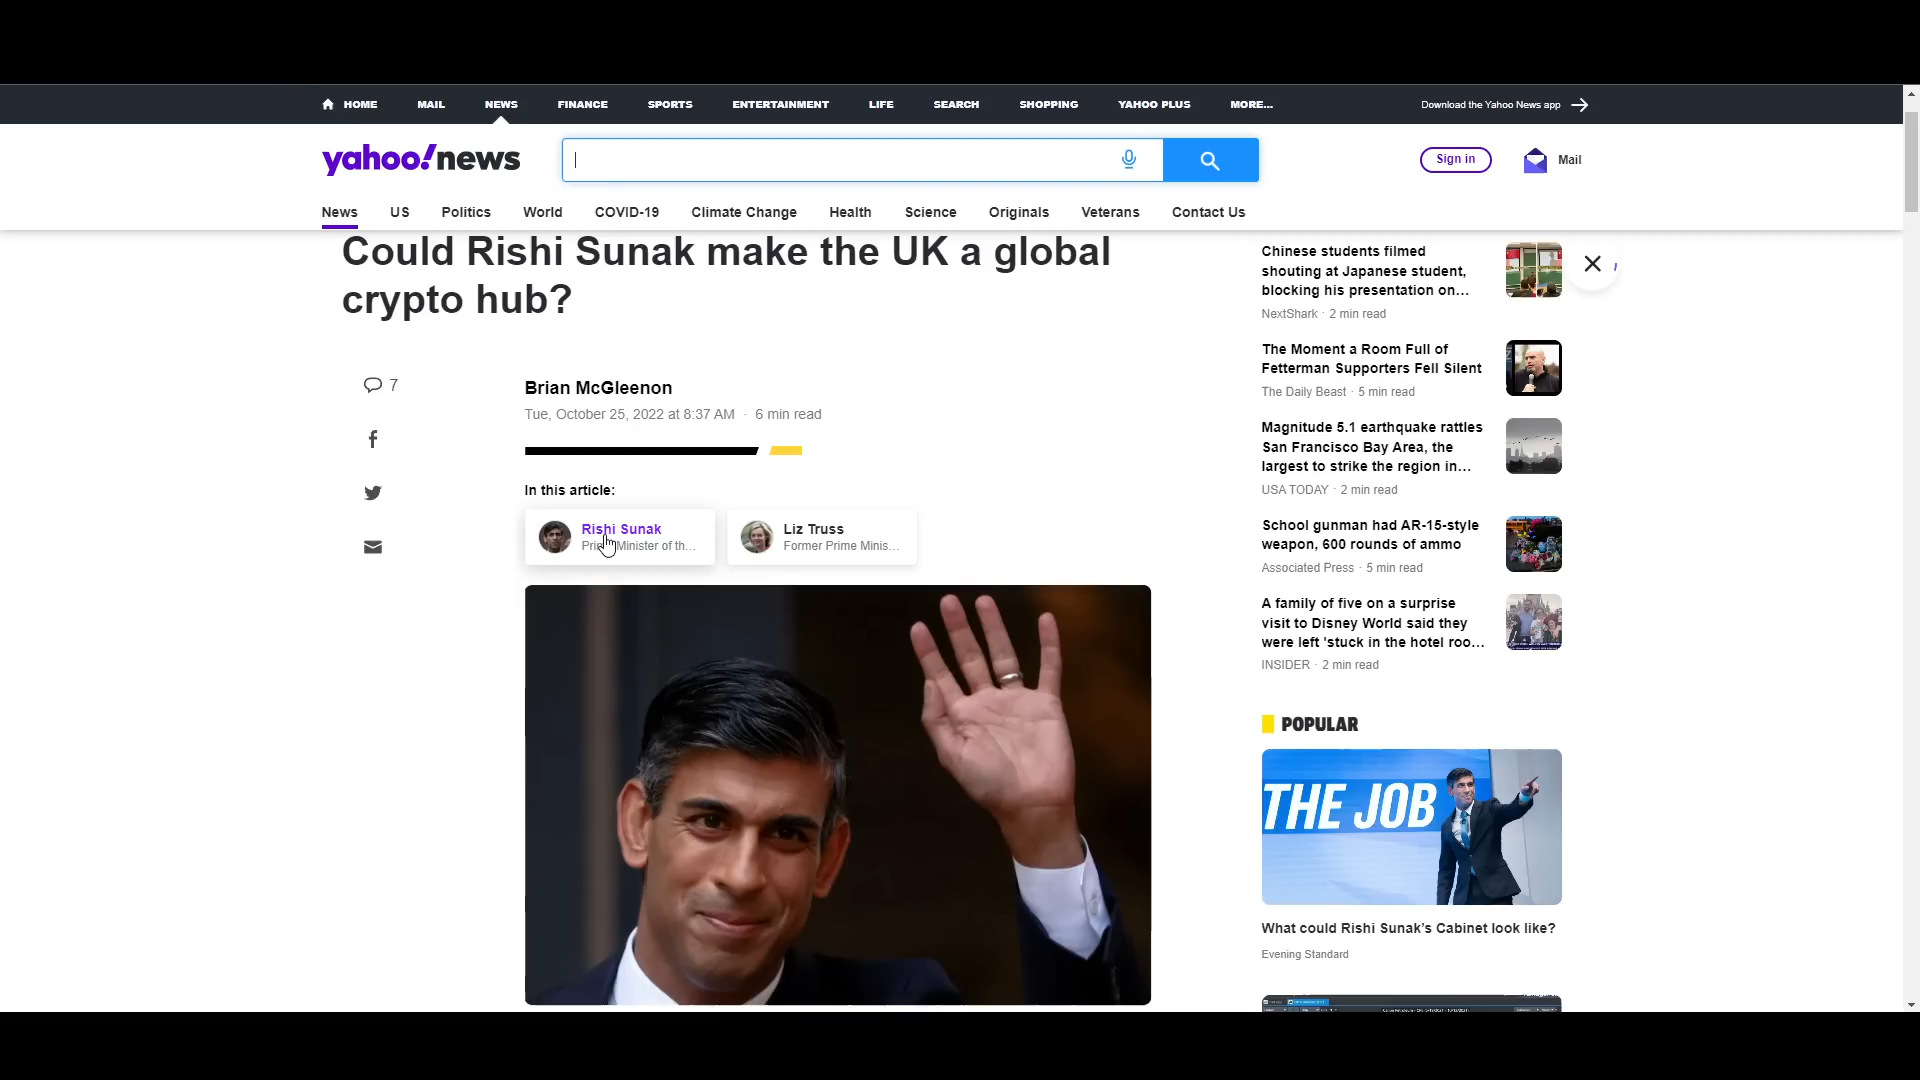 HOME MAIL NEWS FINANCE SPORTS ENTERTAINMENT LIFE SEARCH SHOPPING YAHOO PLUS MORE... Download the Yahoo News app
yahoo!news
Sign in
Mail
News US Politics World COVID-19 Climate Change Health Science Originals Veterans Contact Us
Could Rishi Sunak make the UK a global
crypto hub?
7
Brian McGleenon
Tue, October 25, 2022 at 8:37 AM · 6 min read
In this article:
Rishi Sunak
Minister of th...
Liz Truss
Former Prime Minis...
Chinese students filmed
shouting at Japanese student,
blocking his presentation on...
NextShark · 2 min read
The Moment a Room Full of
Fetterman Supporters Fell Silent
The Daily Beast · 5 min read
Magnitude 5.1 earthquake rattles
San Francisco Bay Area, the
largest to strike the region in...
USA TODAY · 2 min read
School gunman had AR-15-style
weapon, 600 rounds of ammo
Associated Press · 5 min read
A family of five on a surprise
visit to Disney World said they
were left 'stuck in the hotel roo...
INSIDER · 2 min read
POPULAR
THE JOB
What could Rishi Sunak’s Cabinet look like?
Evening Standard